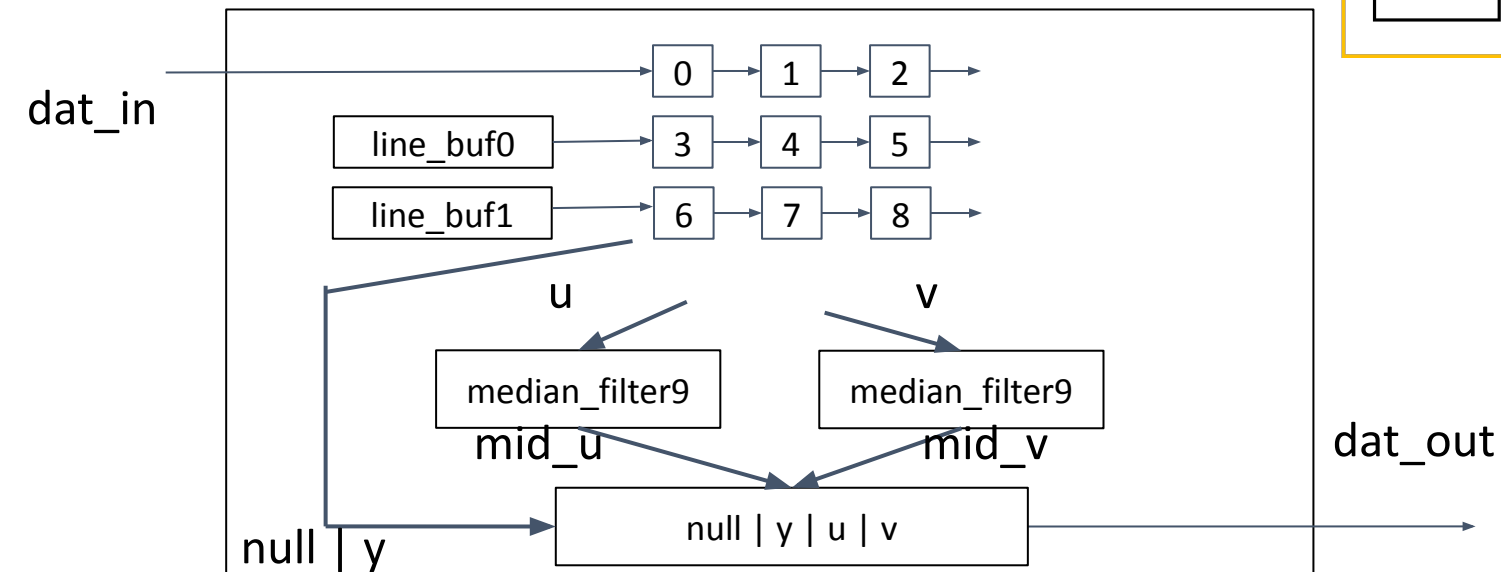 0 1 2
dat_in
line_buf0 3 4 5
line_buf1 6 7 8
u v
median_filter9 median_filter9
mid_u mid_v dat_out
null | y | u | v
null | y